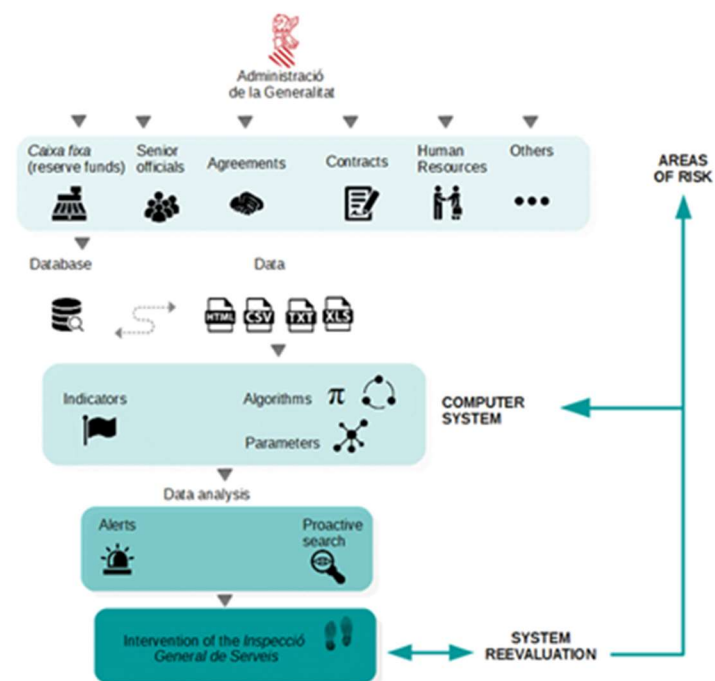 Administració
de la Generalitat
Caixa fixa
(reserve funds)
Senior
officials
Agreements
Contracts
Human
Resources
Others
AREAS
OF RISK
Database
Data
HTML
CSV
TXT
XLS
Indicators
Algorithms π
Parameters
COMPUTER
SYSTEM
Data analysis
Alerts
Proactive
search
Intervention of the Inspecció
General de Serveis
SYSTEM
REEVALUATION